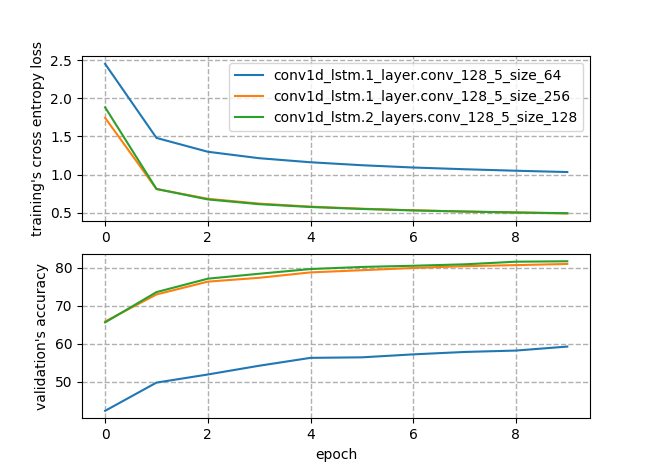 training's cross entropy loss
2.5
2.0
1.5
1.0
0.5
conv1d_lstm.1_layer.conv_128_5_size_64
conv1d_lstm.1_layer.conv_128_5_size_256
conv1d_lstm.2_layers.conv_128_5_size_128
0 2 4 6 8
validation's accuracy
80
70
60
50
0 2 4 6 8
epoch